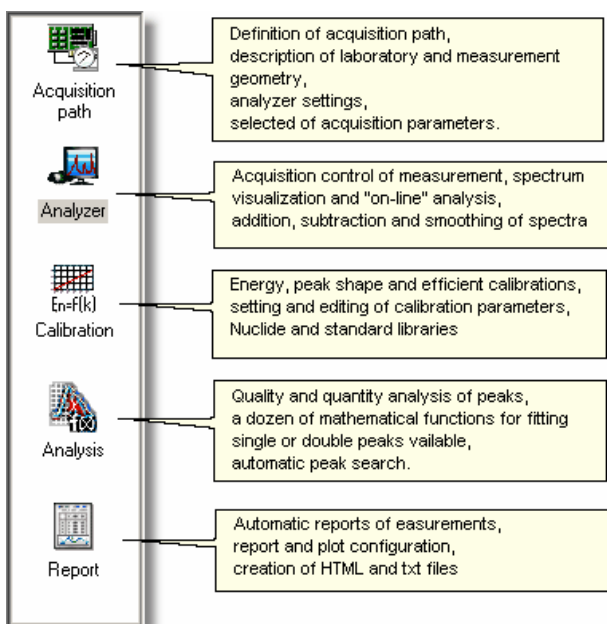 Acquisition
path
Definition of acquisition path,
description of laboratory and measurement
geometry,
analyzer settings,
selected of acquisition parameters.
Analyzer
Acquisition control of measurement, spectrum
visualization and "on-line" analysis,
addition, subtraction and smoothing of spectra
En=f(k)
Calibration
Energy, peak shape and efficient calibrations,
setting and editing of calibration parameters,
Nuclide and standard libraries
f(x)
Analysis
Quality and quantity analysis of peaks,
a dozen of mathematical functions for fitting
single or double peaks vailable,
automatic peak search.
Report
Automatic reports of easurements,
report and plot configuration,
creation of HTML and txt files